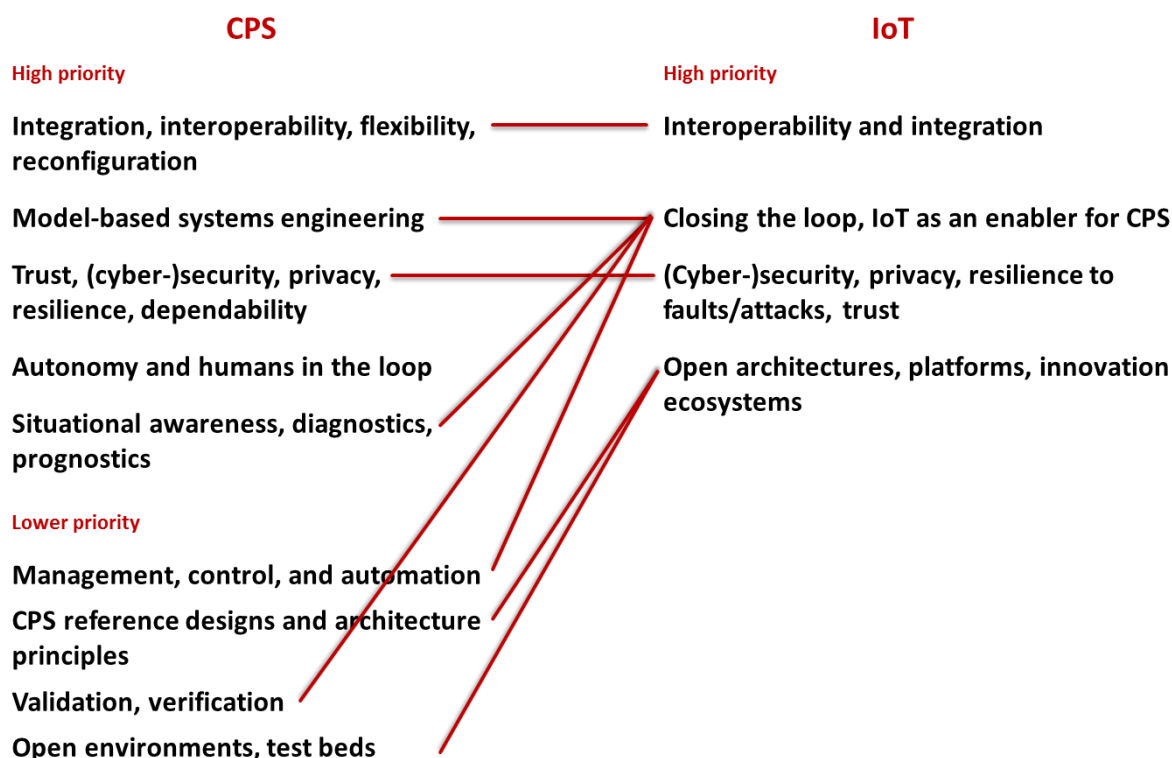 CPS
High priority
Integration, interoperability, flexibility,
reconfiguration
Model-based systems engineering
Trust, (cyber-)security, privacy,
resilience, dependability
Autonomy and humans in the loop
Situational awareness, diagnostics,
prognostics
Lower priority
Management, control, and automation
CPS reference designs and architecture
principles
Validation, verification
Open environments, test beds
IoT
High priority
Interoperability and integration
Closing the loop, IoT as an enabler for CPS
(Cyber-)security, privacy, resilience to
faults/attacks, trust
Open architectures, platforms, innovation
ecosystems